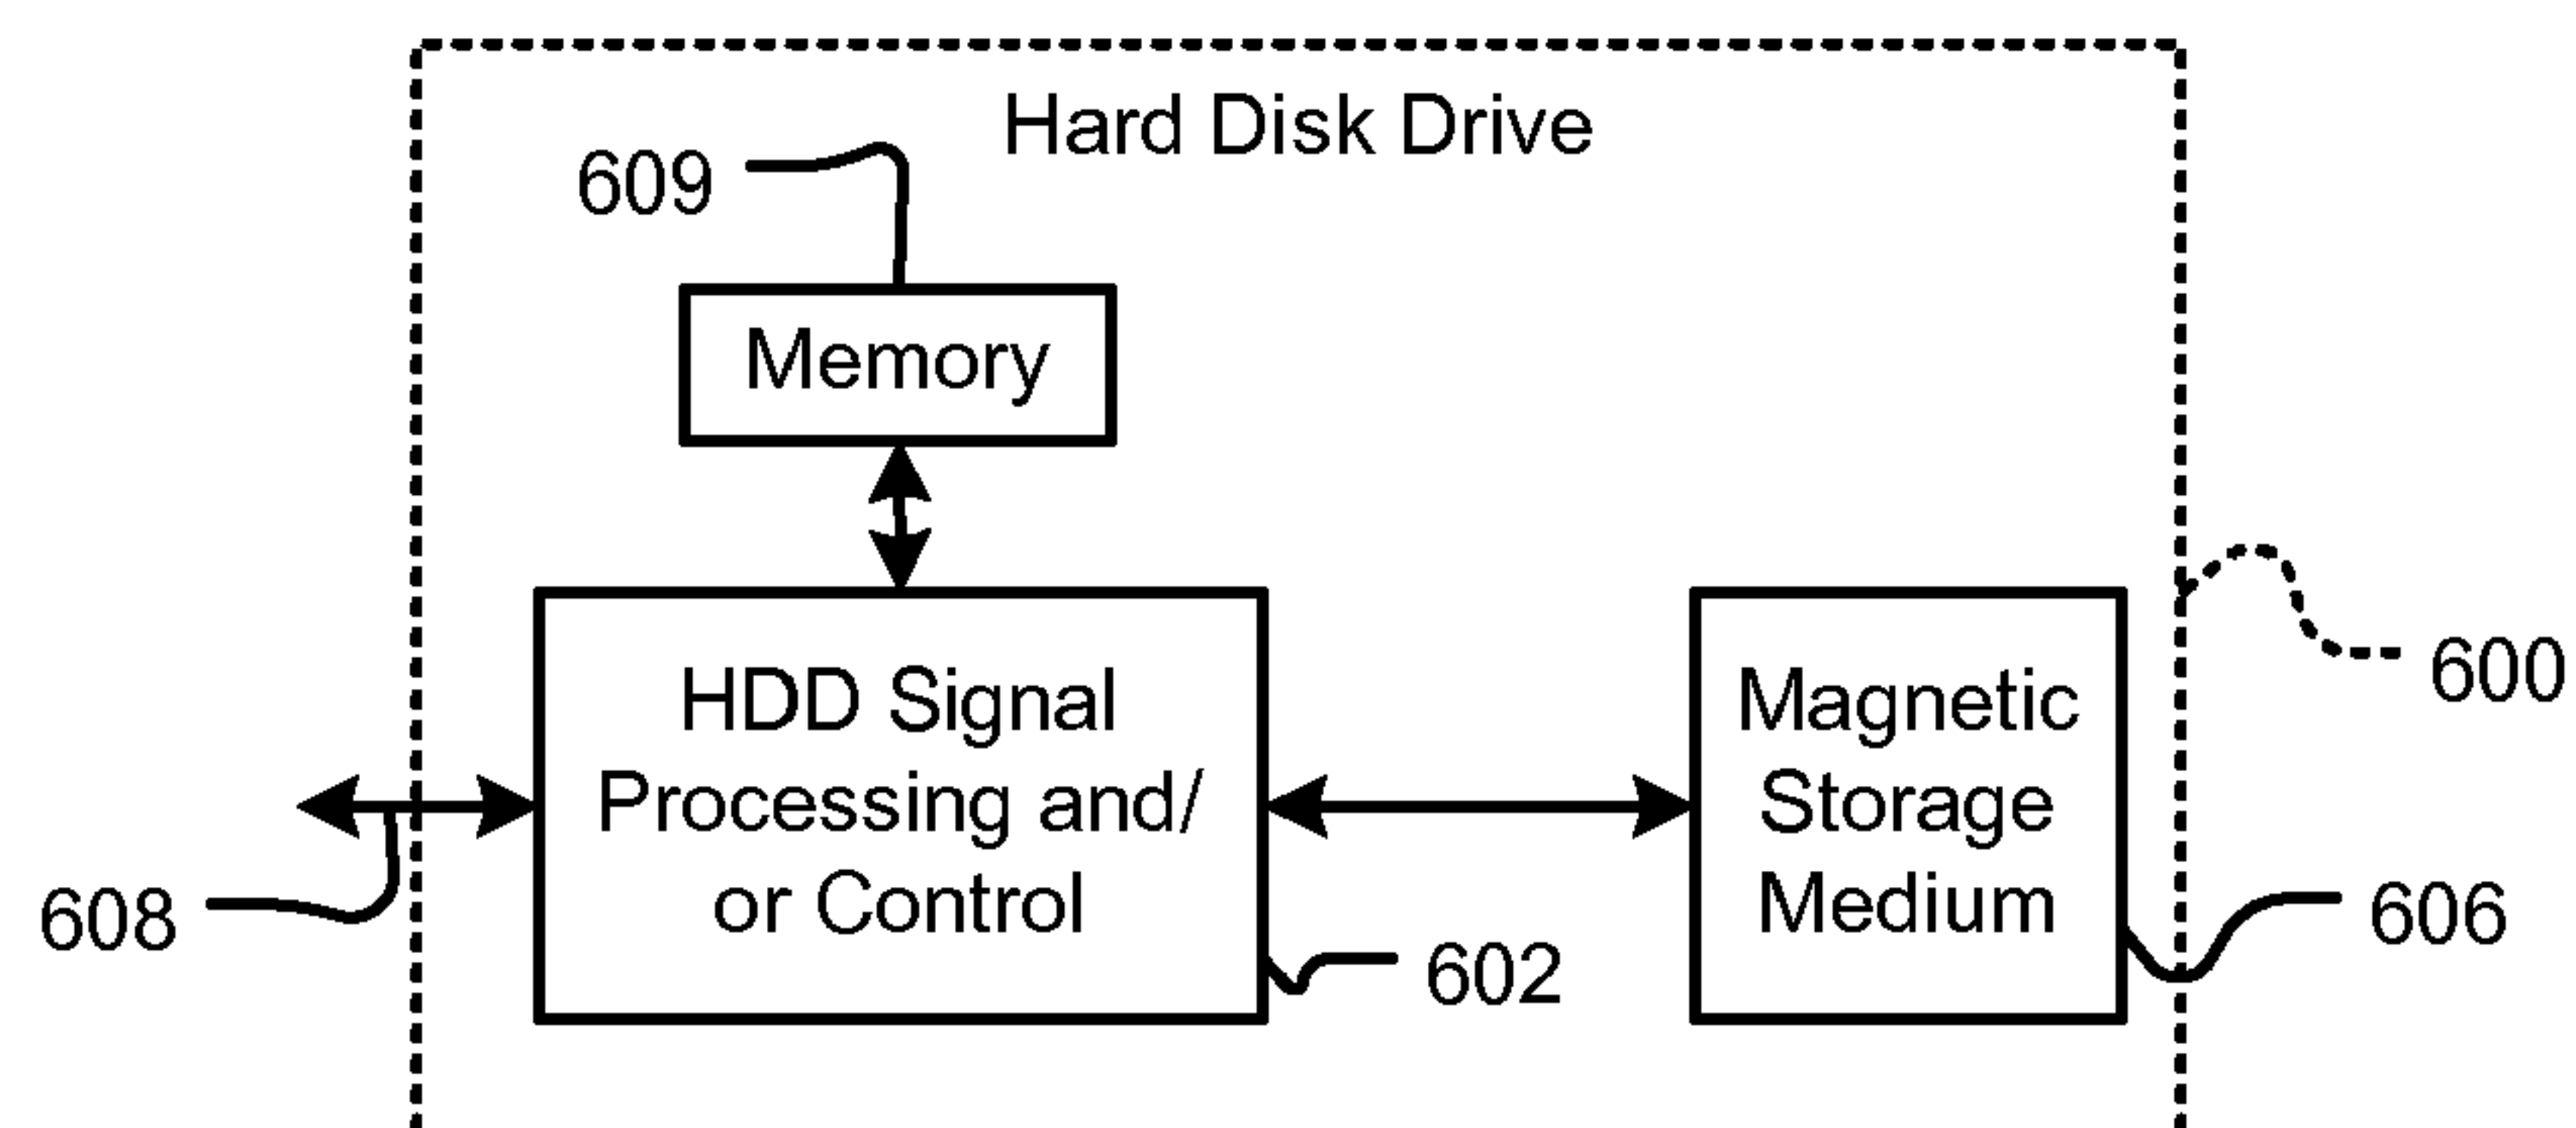 Hard Disk Drive
609
Memory
HDD Signal
Processing and/
or Control
Magnetic
Storage
Medium
600
608
602
606